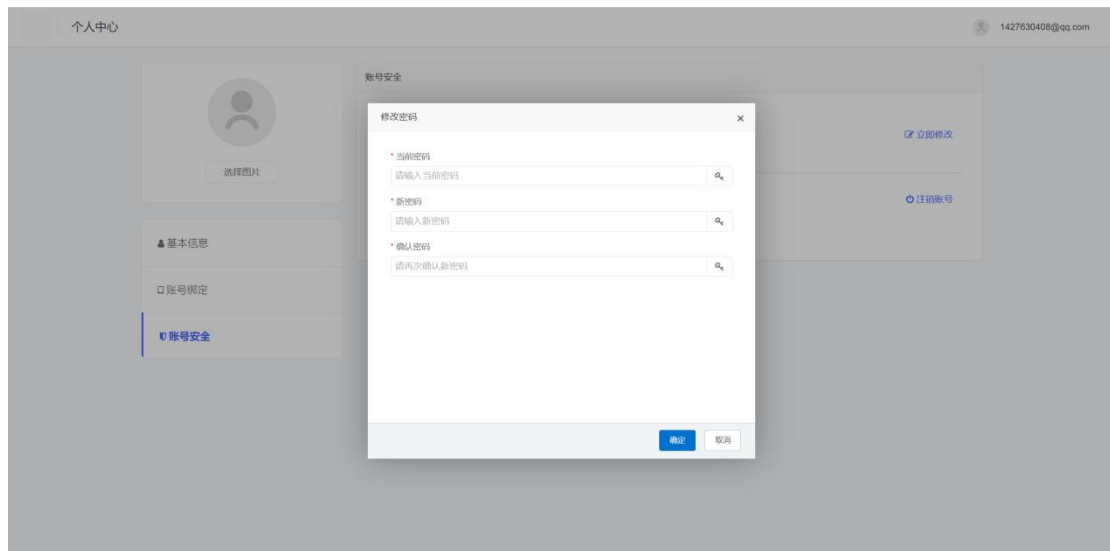 个人中心
1427630408@qq.com
账号安全
修改密码
立即修改
* 当前密码
选择图片
请输入当前密码
注销账号
* 新密码
请输入新密码
基本信息
* 确认密码
请再次确认新密码
账号绑定
账号安全
确定
取消